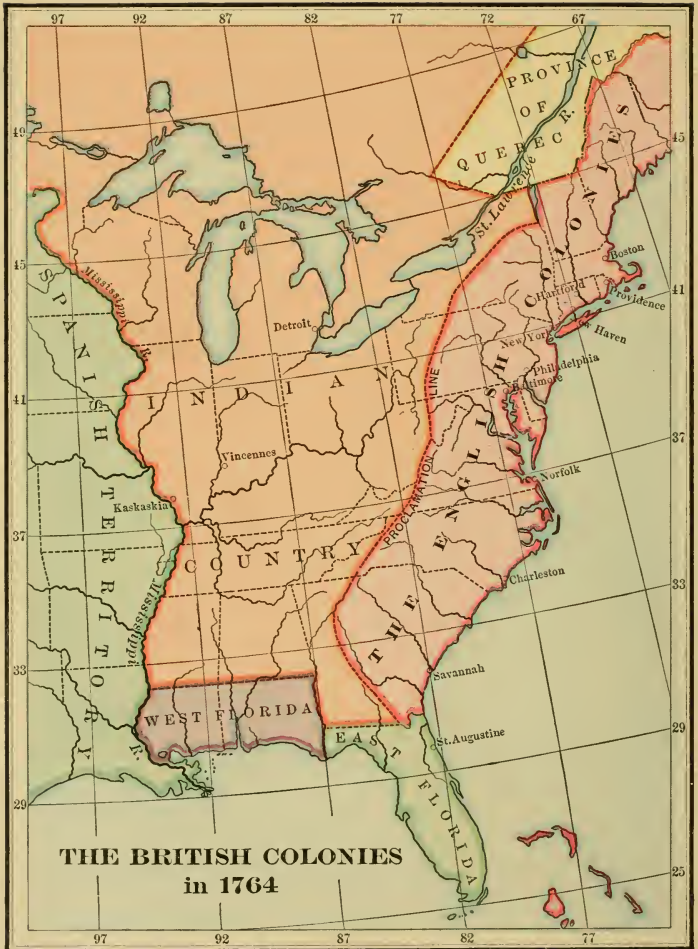 97 92 87 82 77 72 67
PROVINCE
OF
QUEBEC
St. Lawrence R.
49
45
45
41
41
37
37
33
33
29
29
25
SPANISH TERRITORY
Mississippi R.
Mississippi R.
INDIAN
COUNTRY
Detroit
Vincennes
Kaskaskia
PROCLAMATION LINE
THE ENGLISH COLONIES
Boston
Hartford
Providence
New York
New Haven
Philadelphia
Baltimore
Norfolk
Charleston
Savannah
WEST FLORIDA
EAST FLORIDA
St. Augustine
THE BRITISH COLONIES
in 1764
97 92 87 82 77